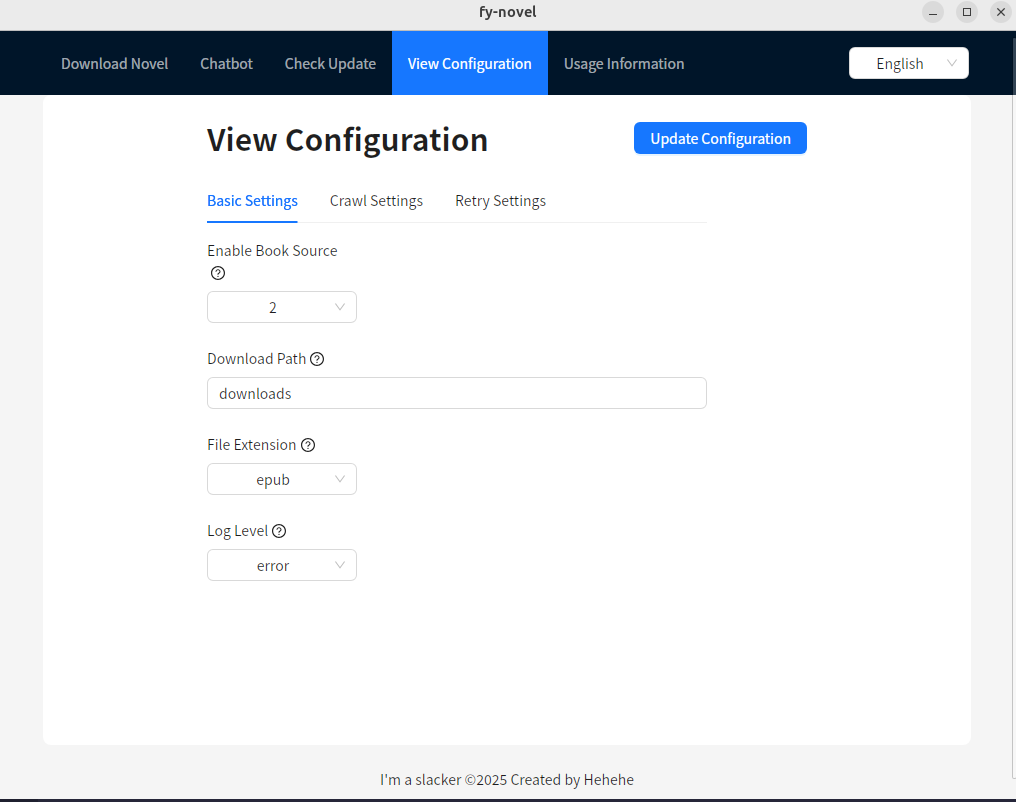 fy-novel
Download Novel Chatbot Check Update View Configuration Usage Information English
View Configuration Update Configuration
Basic Settings Crawl Settings Retry Settings
Enable Book Source
2
Download Path
downloads
File Extension
epub
Log Level
error
I'm a slacker ©2025 Created by Hehehe